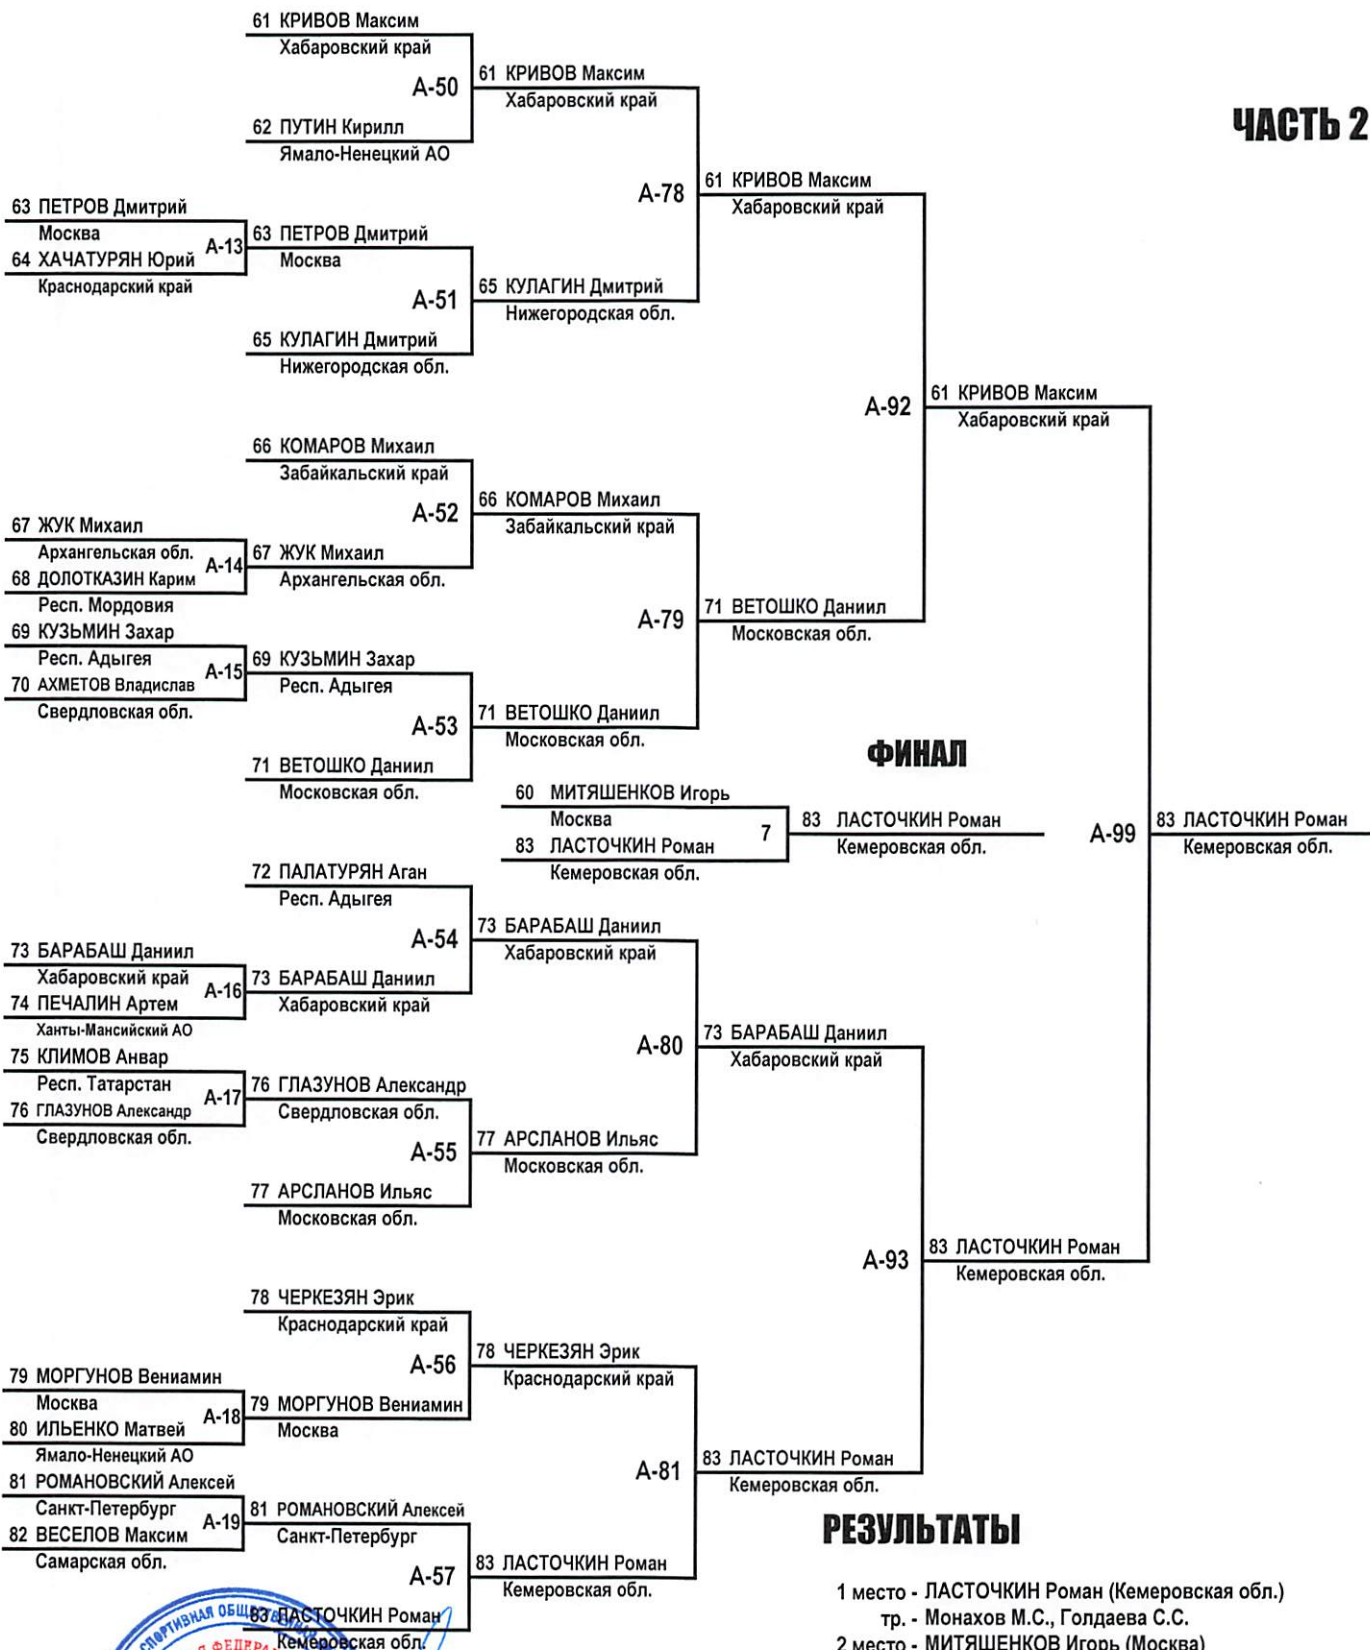 61 КРИВОВ Максим
Хабаровский край
А-50
61 КРИВОВ Максим
Хабаровский край
ЧАСТЬ 2
62 ПУТИН Кирилл
Ямало-Ненецкий АО
А-78
61 КРИВОВ Максим
Хабаровский край
63 ПЕТРОВ Дмитрий
Москва
А-13
64 ХАЧАТУРЯН Юрий
Краснодарский край
63 ПЕТРОВ Дмитрий
Москва
А-51
65 КУЛАГИН Дмитрий
Нижегородская обл.
65 КУЛАГИН Дмитрий
Нижегородская обл.
А-92
61 КРИВОВ Максим
Хабаровский край
66 КОМАРОВ Михаил
Забайкальский край
А-52
66 КОМАРОВ Михаил
Забайкальский край
67 ЖУК Михаил
Архангельская обл.
А-14
68 ДОЛОТКАЗИН Карим
Респ. Мордовия
67 ЖУК Михаил
Архангельская обл.
А-79
71 ВЕТОШКО Даниил
Московская обл.
69 КУЗЬМИН Захар
Респ. Адыгея
А-15
70 АХМЕТОВ Владислав
Свердловская обл.
69 КУЗЬМИН Захар
Респ. Адыгея
А-53
71 ВЕТОШКО Даниил
Московская обл.
71 ВЕТОШКО Даниил
Московская обл.
ФИНАЛ
60 МИТЯШЕНКОВ Игорь
Москва
7
83 ЛАСТОЧКИН Роман
Кемеровская обл.
83 ЛАСТОЧКИН Роман
Кемеровская обл.
А-99
83 ЛАСТОЧКИН Роман
Кемеровская обл.
72 ПАЛАТУРЯН Аган
Респ. Адыгея
А-54
73 БАРАБАШ Даниил
Хабаровский край
73 БАРАБАШ Даниил
Хабаровский край
А-16
74 ПЕЧАЛИН Артем
Ханты-Мансийский АО
73 БАРАБАШ Даниил
Хабаровский край
А-80
73 БАРАБАШ Даниил
Хабаровский край
75 КЛИМОВ Анвар
Респ. Татарстан
А-17
76 ГЛАЗУНОВ Александр
Свердловская обл.
76 ГЛАЗУНОВ Александр
Свердловская обл.
А-55
77 АРСЛАНОВ Ильяс
Московская обл.
77 АРСЛАНОВ Ильяс
Московская обл.
А-93
83 ЛАСТОЧКИН Роман
Кемеровская обл.
78 ЧЕРКЕЗЯН Эрик
Краснодарский край
А-56
78 ЧЕРКЕЗЯН Эрик
Краснодарский край
79 МОРГУНОВ Вениамин
Москва
А-18
80 ИЛЬЕНКО Матвей
Ямало-Ненецкий АО
79 МОРГУНОВ Вениамин
Москва
А-81
83 ЛАСТОЧКИН Роман
Кемеровская обл.
81 РОМАНОВСКИЙ Алексей
Санкт-Петербург
А-19
82 ВЕСЕЛОВ Максим
Самарская обл.
81 РОМАНОВСКИЙ Алексей
Санкт-Петербург
А-57
83 ЛАСТОЧКИН Роман
Кемеровская обл.
83 ЛАСТОЧКИН Роман
Кемеровская обл.
РЕЗУЛЬТАТЫ
1 место - ЛАСТОЧКИН Роман (Кемеровская обл.)
тр. - Монахов М.С., Голдаева С.С.
2 место - МИТЯШЕНКОВ Игорь (Москва)